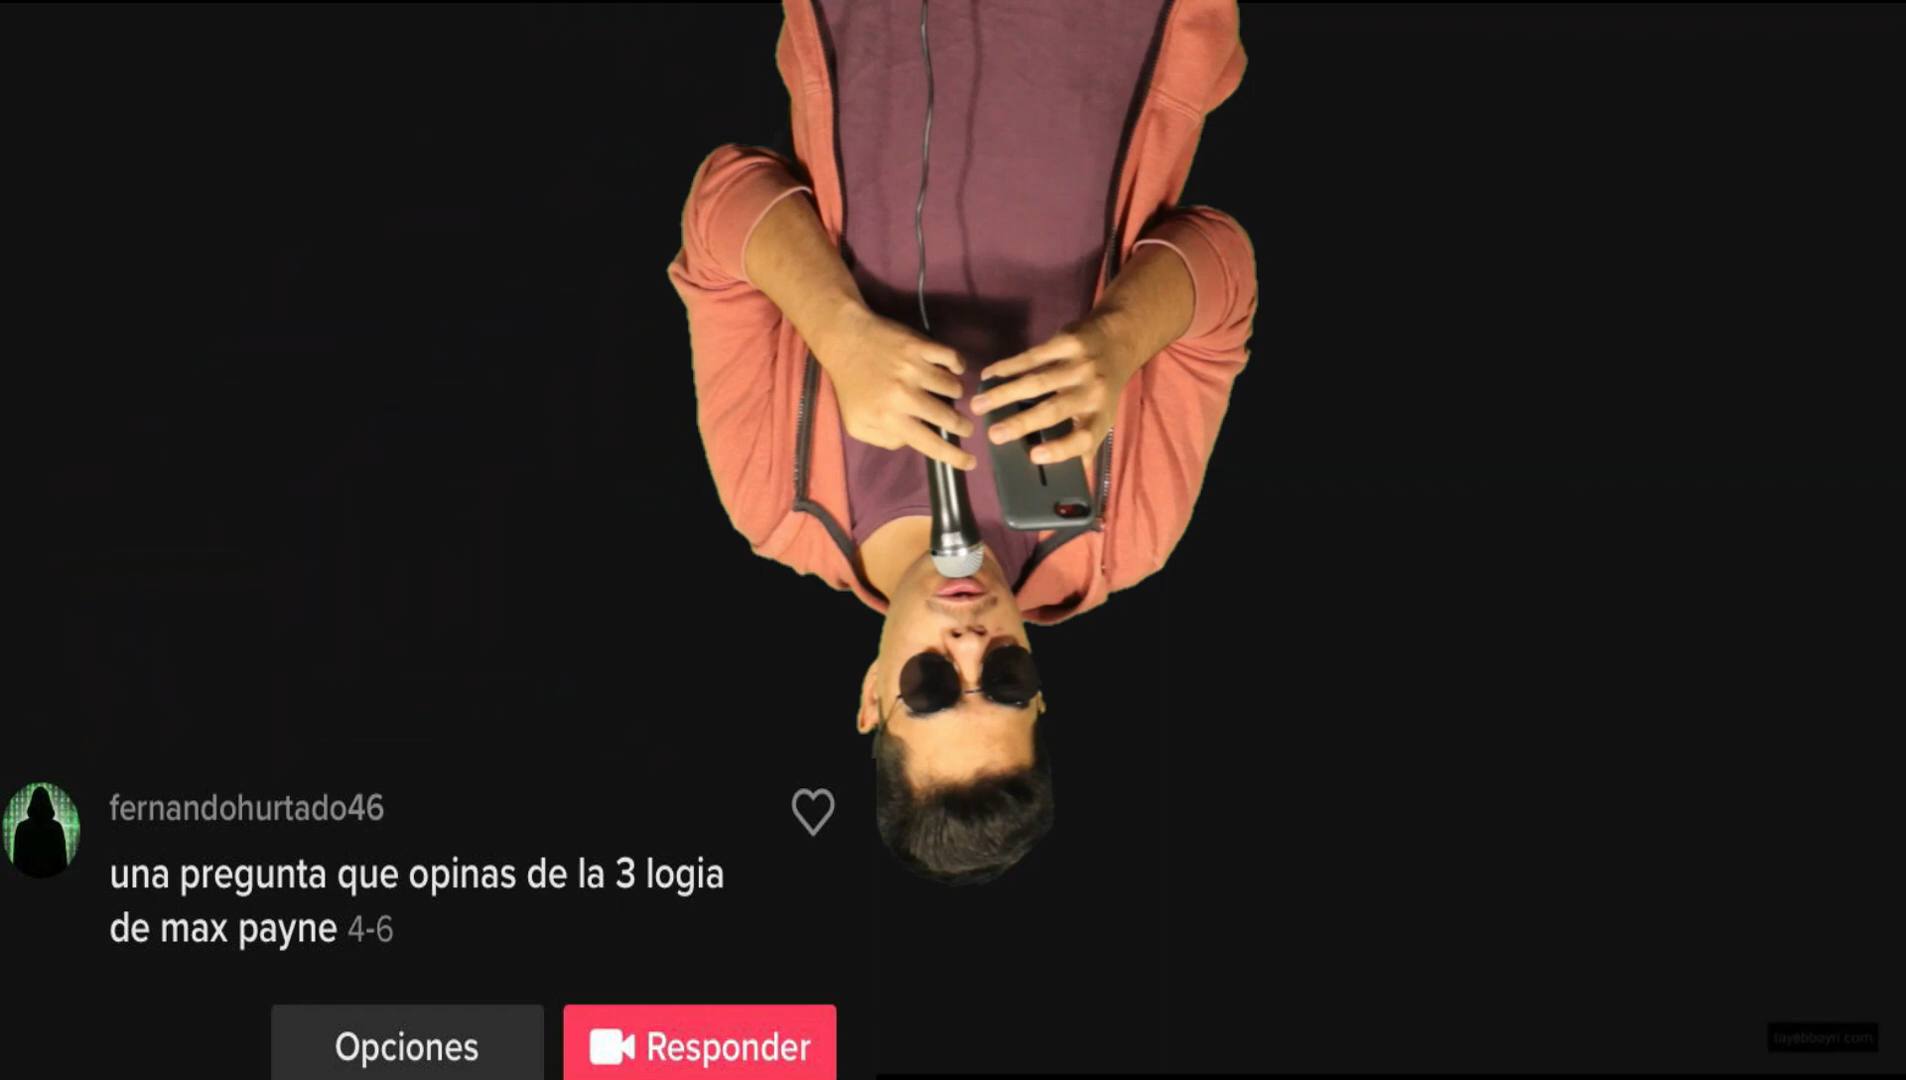 fernandohurtado46
una pregunta que opinas de la 3 logia
de max payne 4-6
Opciones
Responder